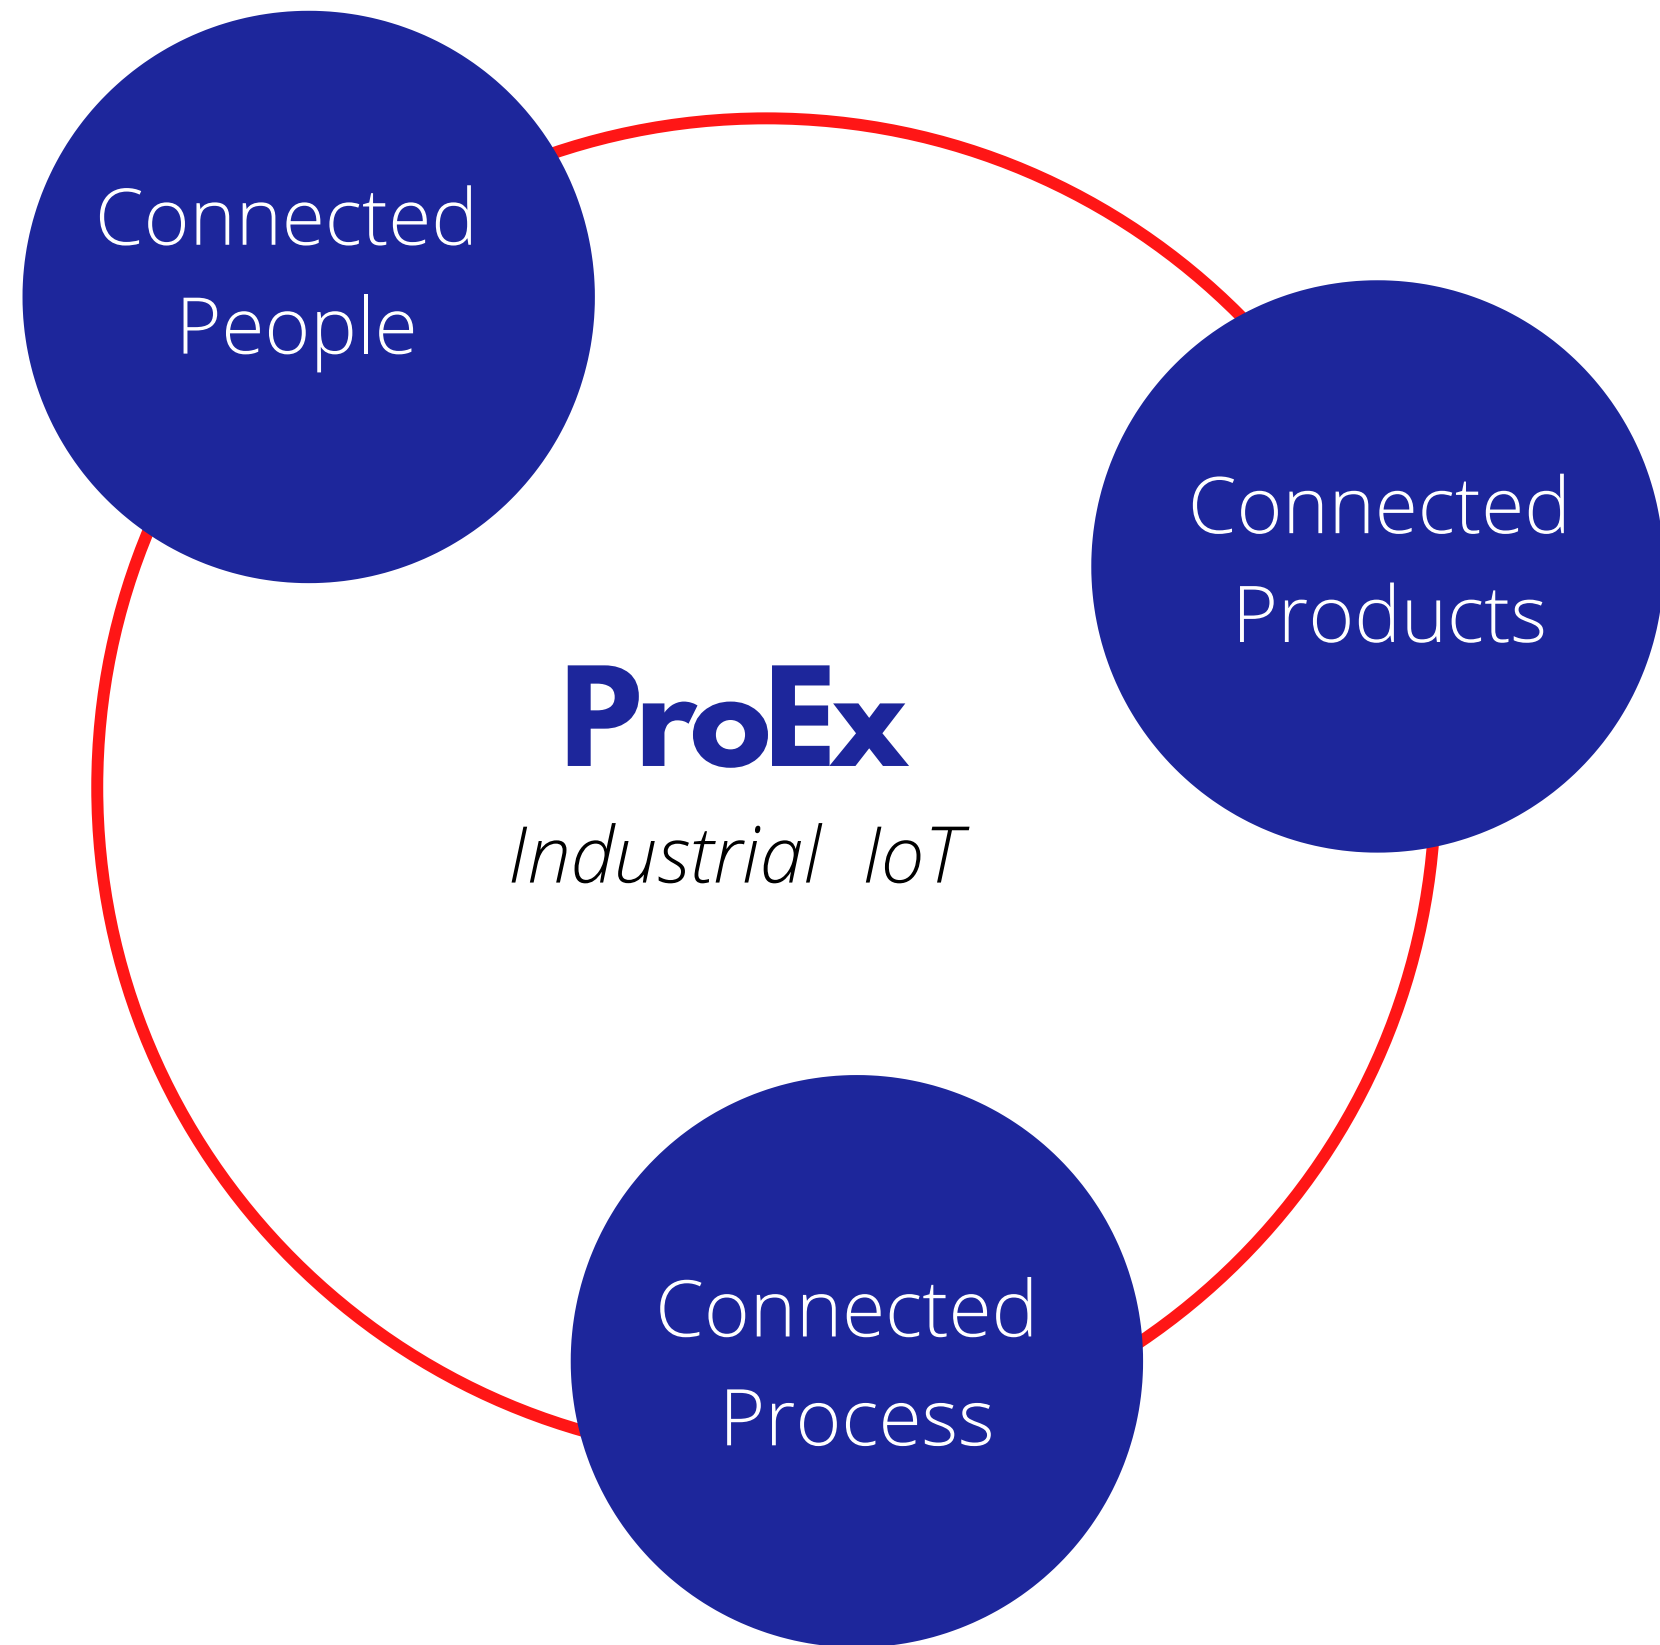 Connected
People
Connected
Products
ProEx
Industrial IoT
Connected
Process